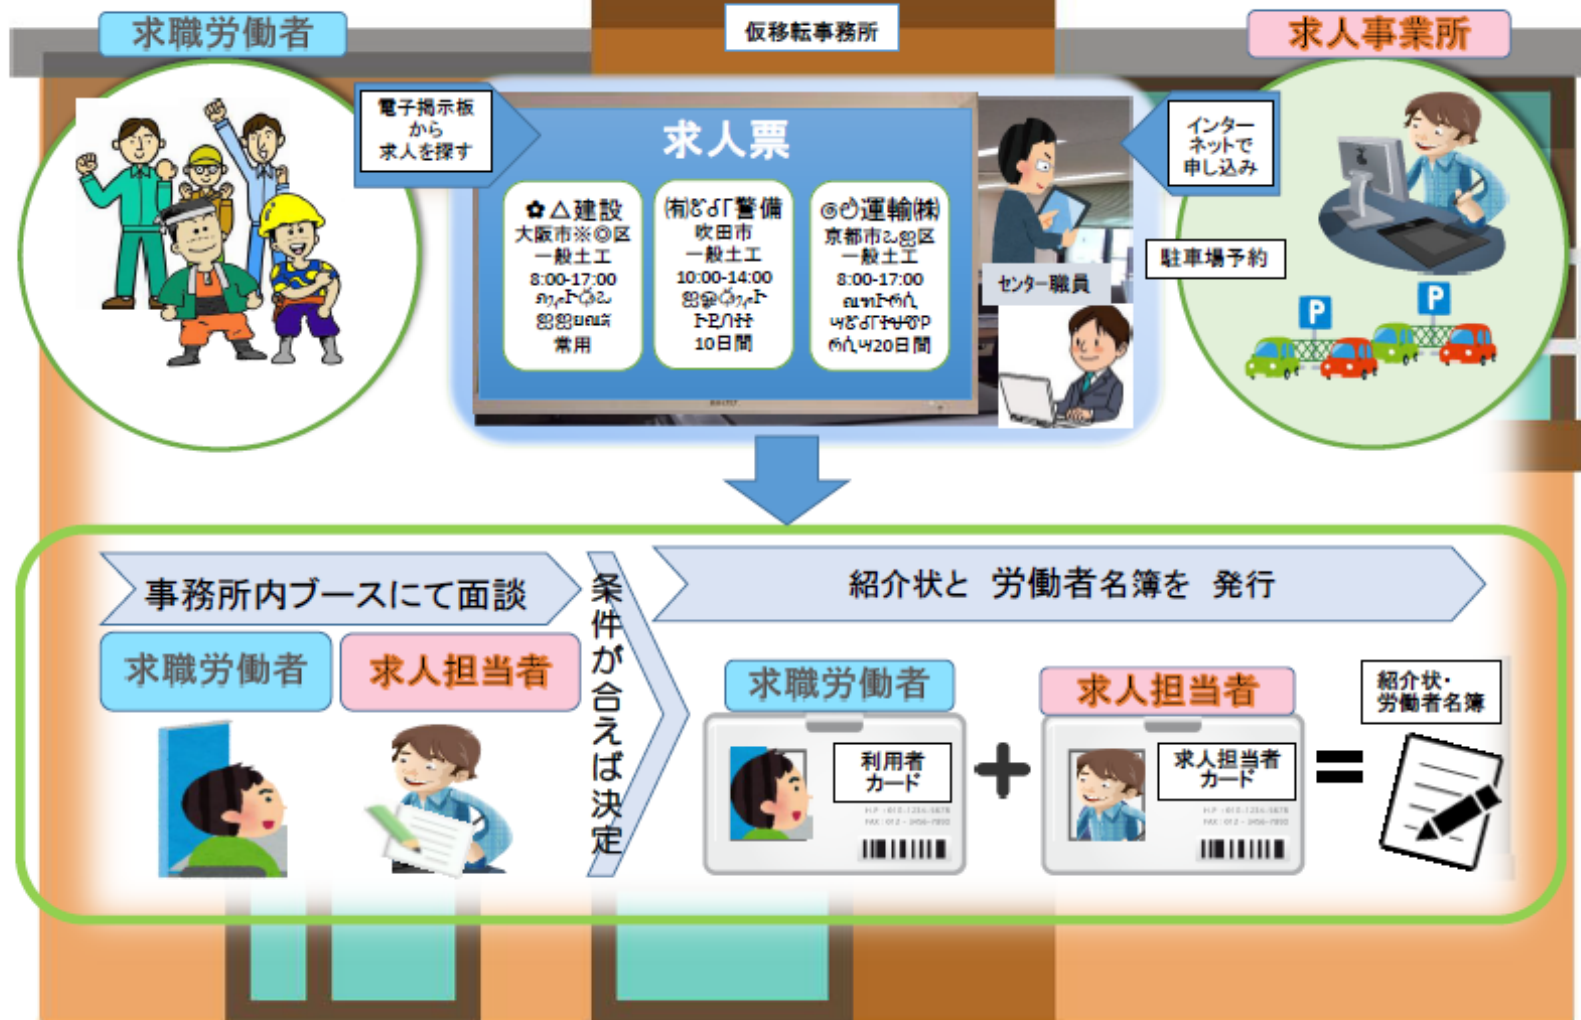 求職労働者
仮移転事務所
求人事業所
電子掲示板
から
求人を探す
求人票
インター
ネットで
申し込み
✿△建設
大阪市※◎区
一般土工
8:00-17:00
常用
㈲
警備
吹田市
一般土工
10:00-14:00
10日間
運輸㈱
京都市
区
一般土工
8:00-17:00
20日間
センター職員
駐車場予約
P
P
事務所内ブースにて面談
条件が合えば決定
紹介状と 労働者名簿を 発行
求職労働者
求人担当者
求職労働者
求人担当者
紹介状・
労働者名簿
利用者
カード
求人担当者
カード